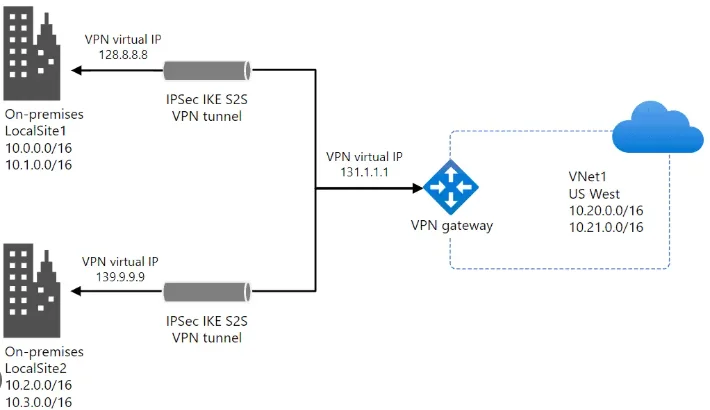 VPN virtual IP
128.8.8.8
IPSec IKE S2S
VPN tunnel
On-premises
LocalSite1
10.0.0.0/16
10.1.0.0/16
VPN virtual IP
131.1.1.1
VPN gateway
VNet1
US West
10.20.0.0/16
10.21.0.0/16
VPN virtual IP
139.9.9.9
IPSec IKE S2S
VPN tunnel
On-premises
LocalSite2
10.2.0.0/16
10.3.0.0/16